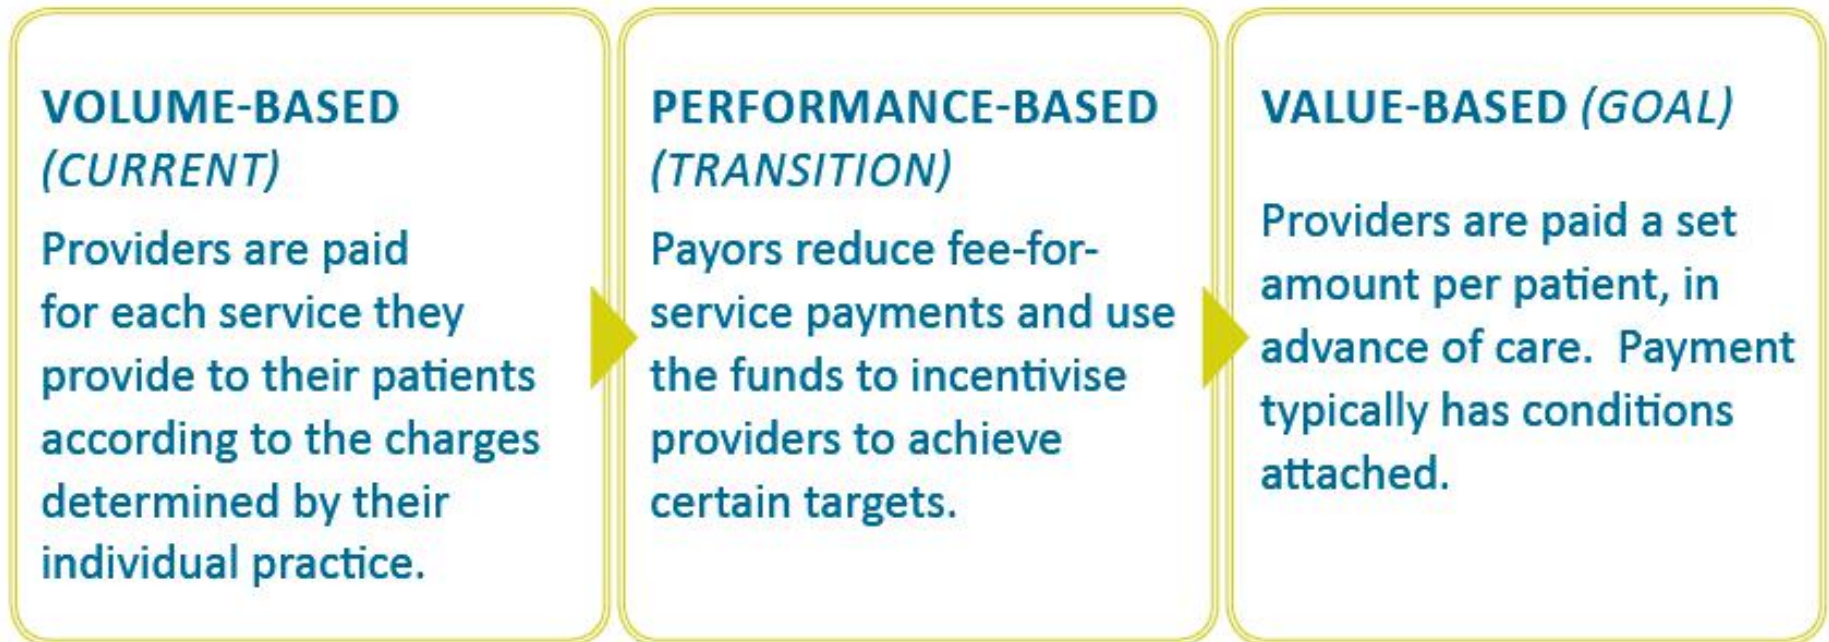 VOLUME-BASED
(CURRENT)
Providers are paid
for each service they
provide to their patients
according to the charges
determined by their
individual practice.
PERFORMANCE-BASED
(TRANSITION)
Payors reduce fee-for-
service payments and use
the funds to incentivise
providers to achieve
certain targets.
VALUE-BASED (GOAL)
Providers are paid a set
amount per patient, in
advance of care.  Payment
typically has conditions
attached.